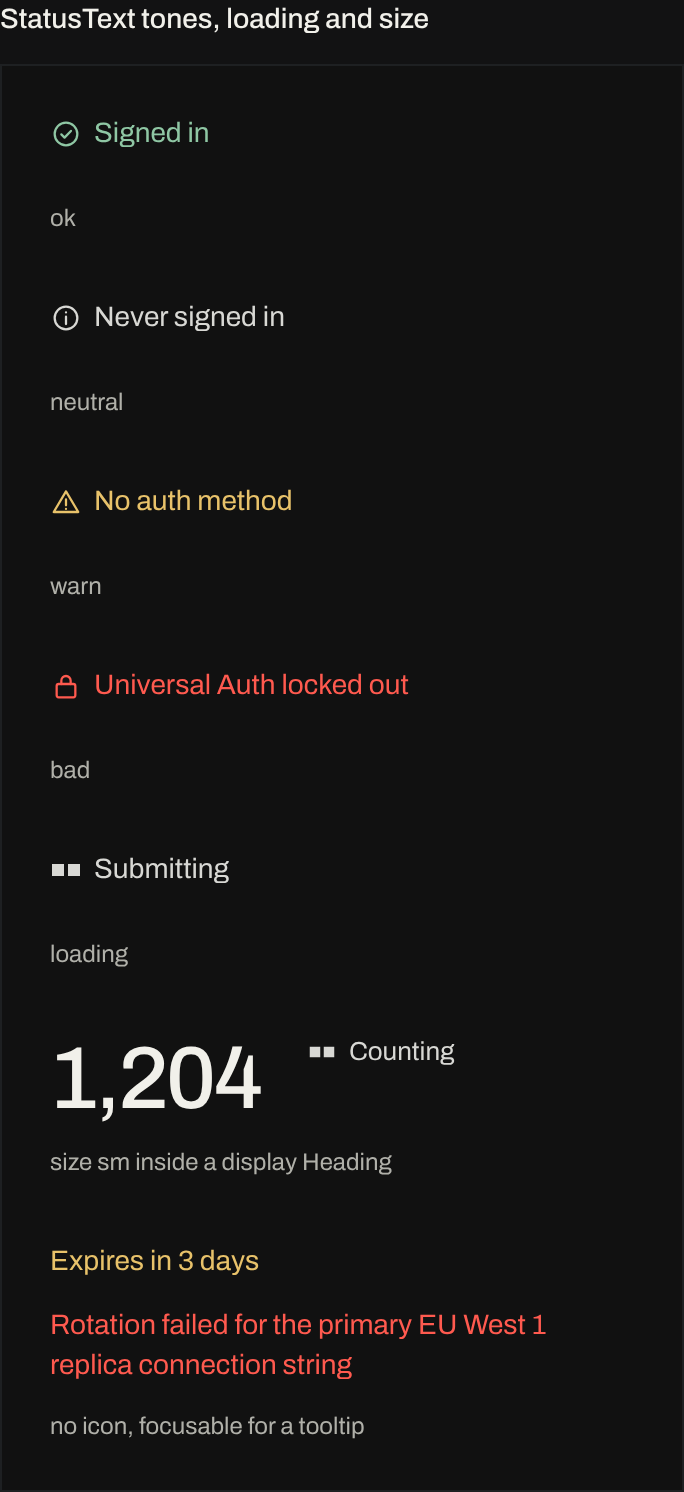 StatusText tones, loading and size
Signed in
ok
Never signed in
neutral
No auth method
warn
Universal Auth locked out
bad
Submitting
loading
1,204 Counting
size sm inside a display Heading
Expires in 3 days
Rotation failed for the primary EU West 1
replica connection string
no icon, focusable for a tooltip